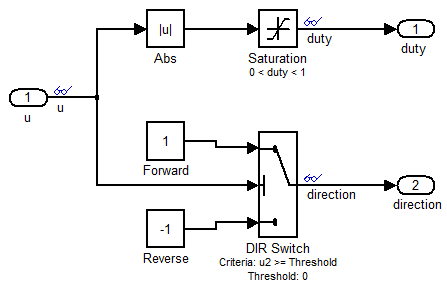 |u|
Abs
Saturation
0 < duty < 1
duty
1
duty
1
u
u
1
Forward
-1
Reverse
DIR Switch
Criteria: u2 >= Threshold
Threshold: 0
direction
2
direction